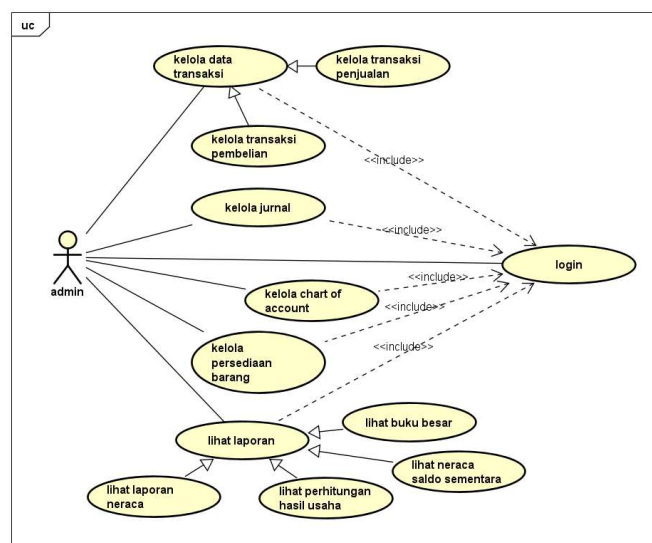 uc
kelola data
transaksi
kelola transaksi
penjualan
kelola transaksi
pembelian
<<include>>
kelola jurnal
<<include>>
admin
login
<<include>>
kelola chart of
account
<<include>>
kelola
persediaan
barang
<<include>>
lihat buku besar
lihat laporan
lihat neraca
saldo sementara
lihat laporan
neraca
lihat perhitungan
hasil usaha